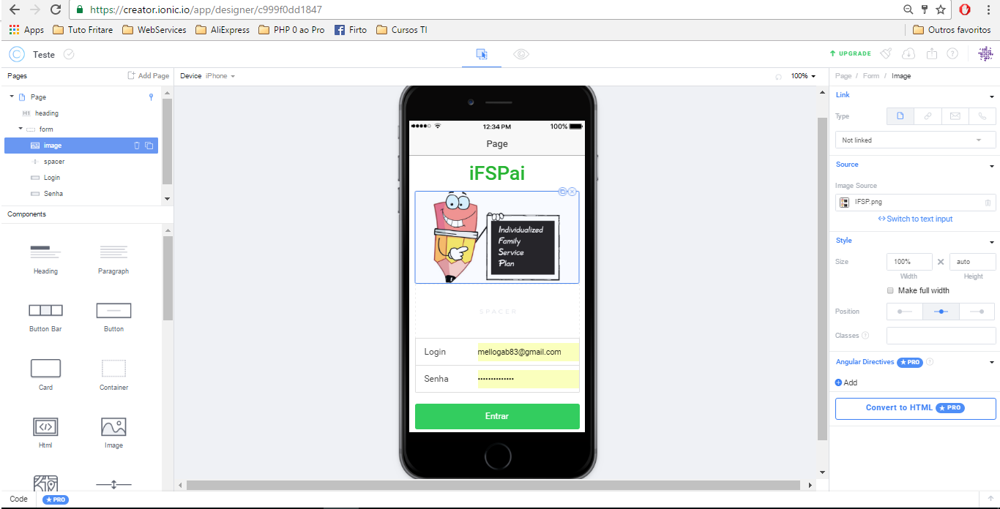 https://creator.ionic.io/app/designer/c999f0dd1847
Apps Tuto Fritare WebServices AliExpress PHP 0 ao Pro Firto Cursos TI Outros favoritos
Teste
UPGRADE
Pages Add Page
Device iPhone
100%
Page / Form / Image
Page
heading
form
image
spacer
Login
Senha
Components
Heading
Paragraph
Button Bar
Button
Card
Container
Html
Image
Code PRO
12:34 PM
100%
Page
iFSPai
Individualized
Family
Service
Plan
SPACER
Login mellogab83@gmail.com
Senha ••••••••••••••
Entrar
Link
Type
Not linked
Source
Image Source
IFSP.png
Switch to text input
Style
Size 100% auto
Width Height
Make full width
Position
Classes
Angular Directives PRO
Add
Convert to HTML PRO